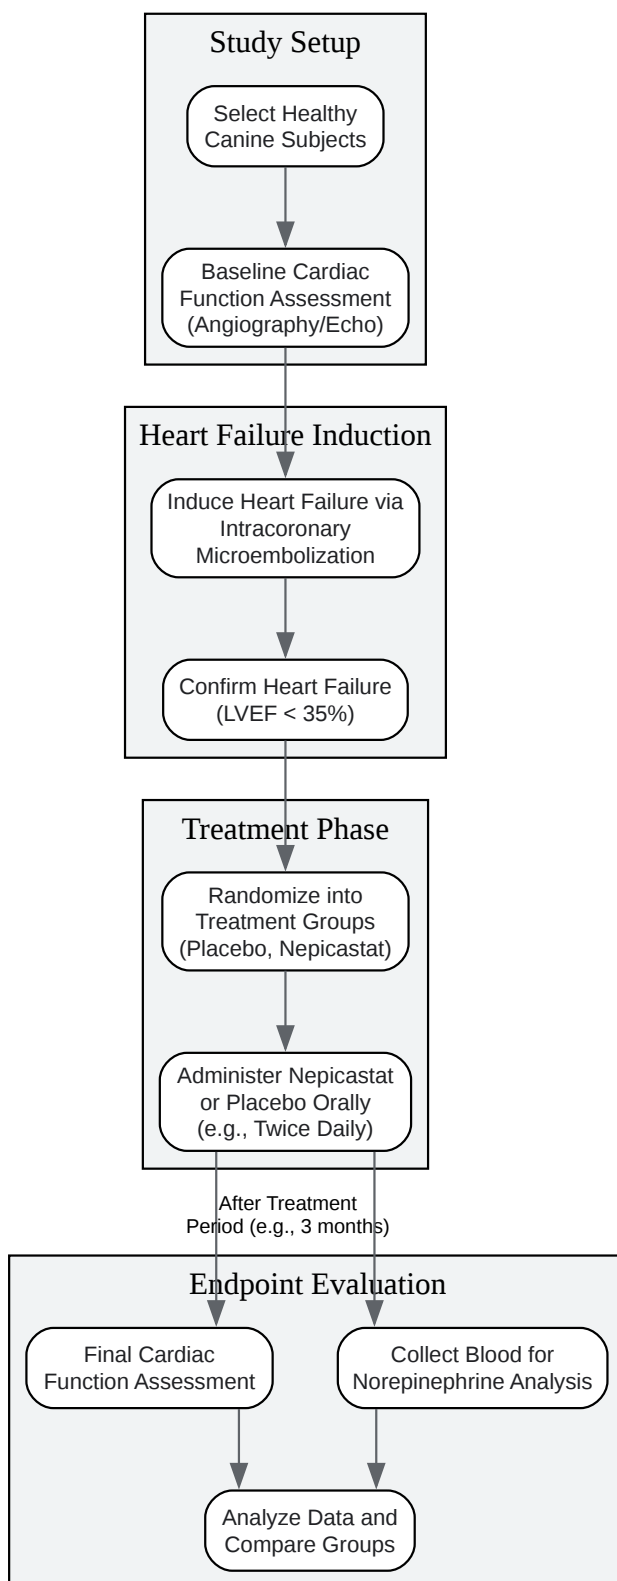 Study Setup
Select Healthy
Canine Subjects
Baseline Cardiac
Function Assessment
(Angiography/Echo)
Heart Failure Induction
Induce Heart Failure via
Intracoronary
Microembolization
Confirm Heart Failure
(LVEF < 35%)
Treatment Phase
Randomize into
Treatment Groups
(Placebo, Nepicastat)
Administer Nepicastat
or Placebo Orally
(e.g., Twice Daily)
After Treatment
Period (e.g., 3 months)
Endpoint Evaluation
Final Cardiac
Function Assessment
Collect Blood for
Norepinephrine Analysis
Analyze Data and
Compare Groups